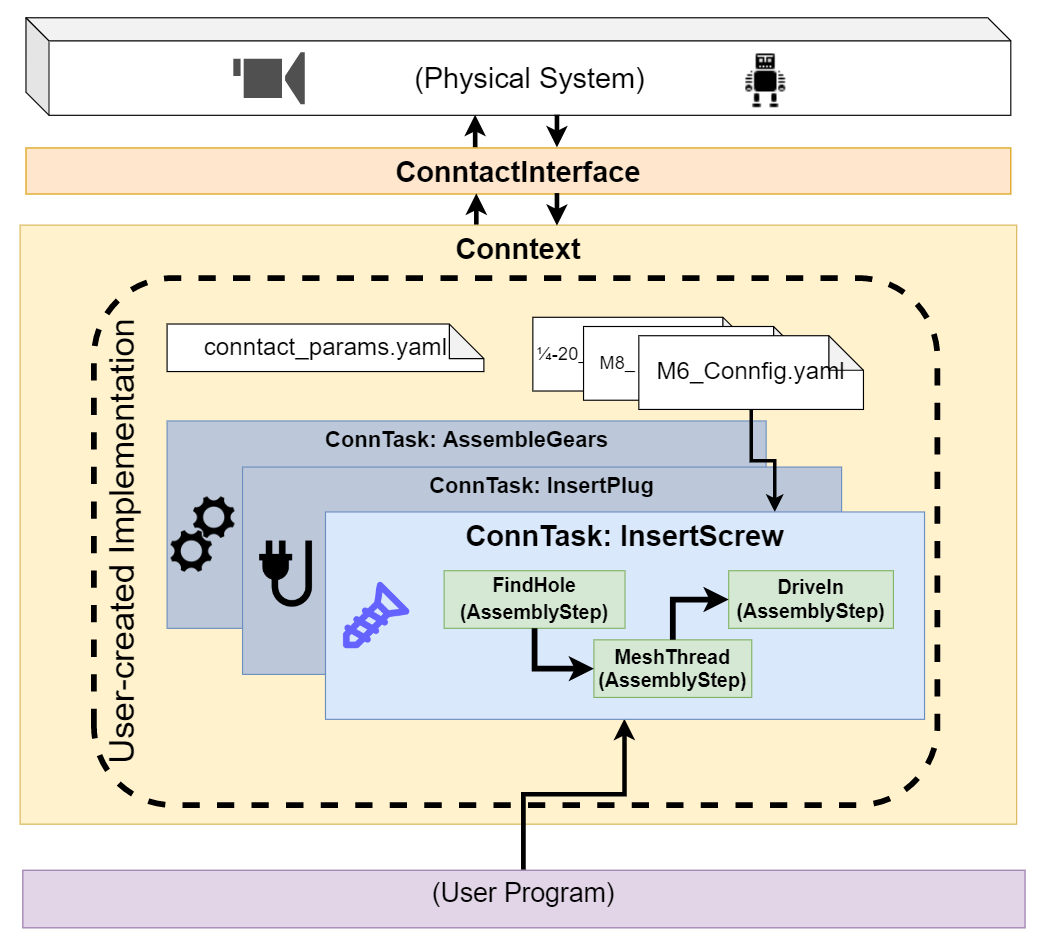 (Physical System)
ConntactInterface
Conntext
User-created Implementation
conntact_params.yaml
¼-20_
M8_
M6_Connfig.yaml
ConnTask: AssembleGears
ConnTask: InsertPlug
ConnTask: InsertScrew
FindHole
(AssemblyStep)
DriveIn
(AssemblyStep)
MeshThread
(AssemblyStep)
(User Program)